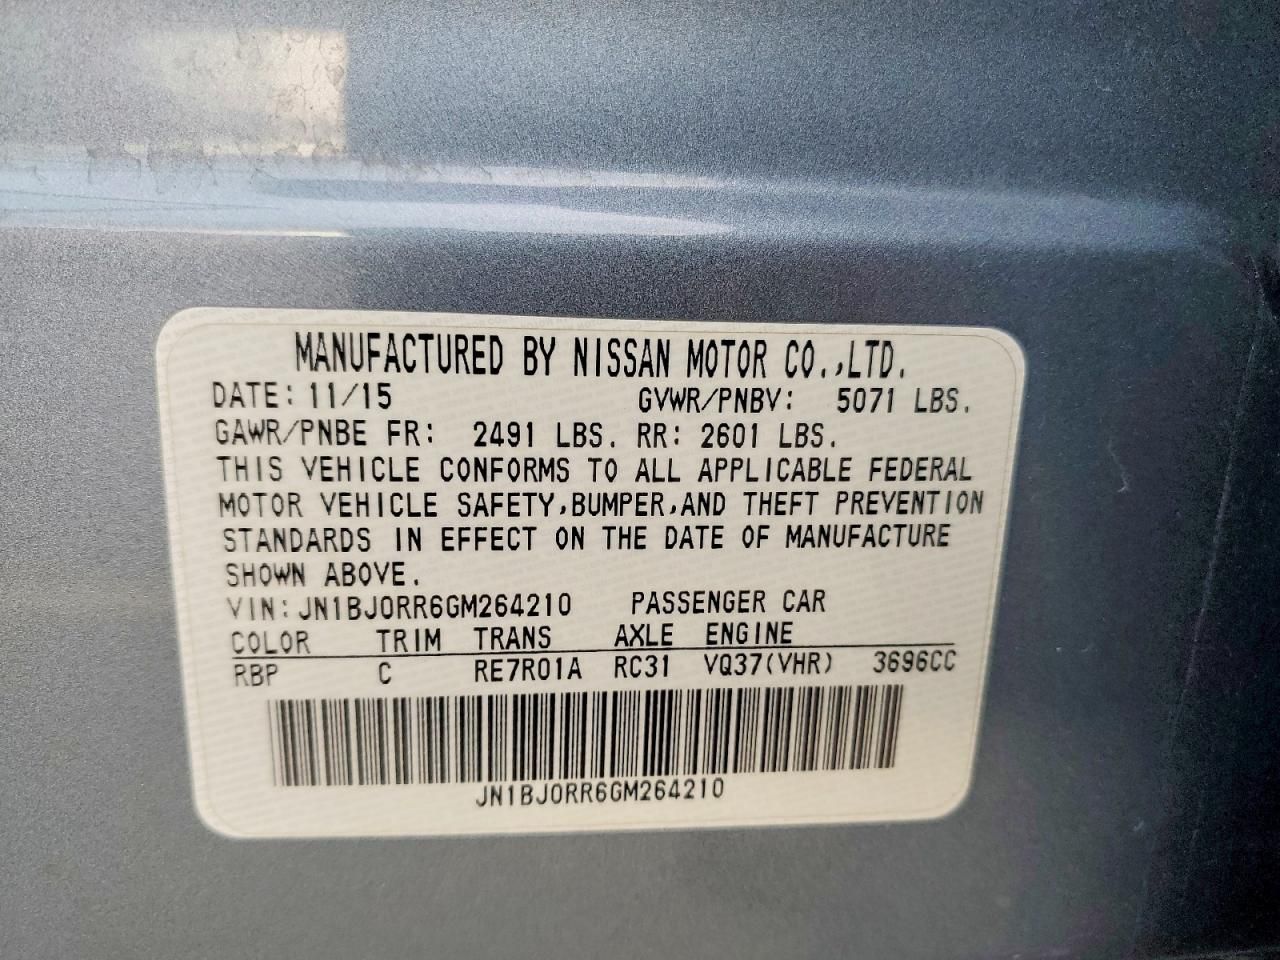 MANUFACTURED BY NISSAN MOTOR CO.,LTD.
DATE: 11/15 GVWR/PNBV: 5071 LBS.
GAWR/PNBE FR: 2491 LBS. RR: 2601 LBS.
THIS VEHICLE CONFORMS TO ALL APPLICABLE FEDERAL
MOTOR VEHICLE SAFETY,BUMPER,AND THEFT PREVENTION
STANDARDS IN EFFECT ON THE DATE OF MANUFACTURE
SHOWN ABOVE.
VIN: JN1BJ0RR6GM264210 PASSENGER CAR
COLOR TRIM TRANS AXLE ENGINE
RBP C RE7R01A RC31 VQ37(VHR) 3696CC
JN1BJ0RR6GM264210